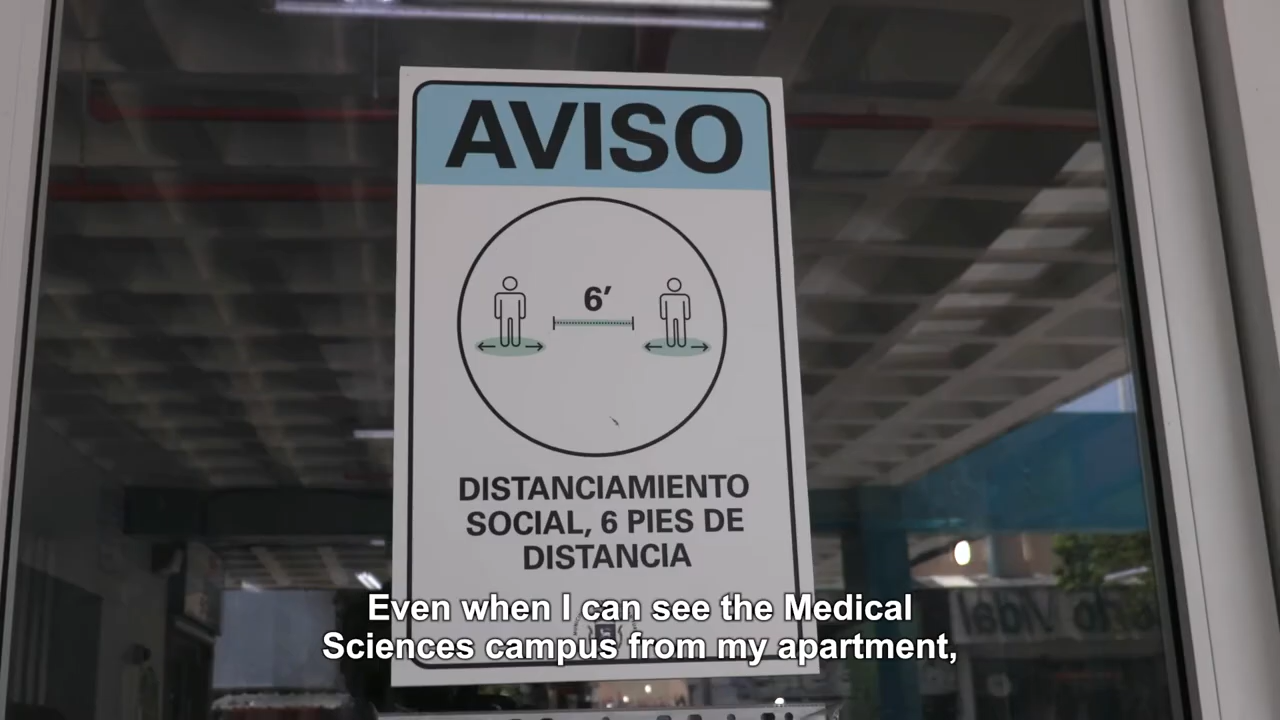 AVISO
6'
DISTANCIAMIENTO
SOCIAL, 6 PIES DE
DISTANCIA
Even when I can see the Medical
Sciences campus from my apartment,